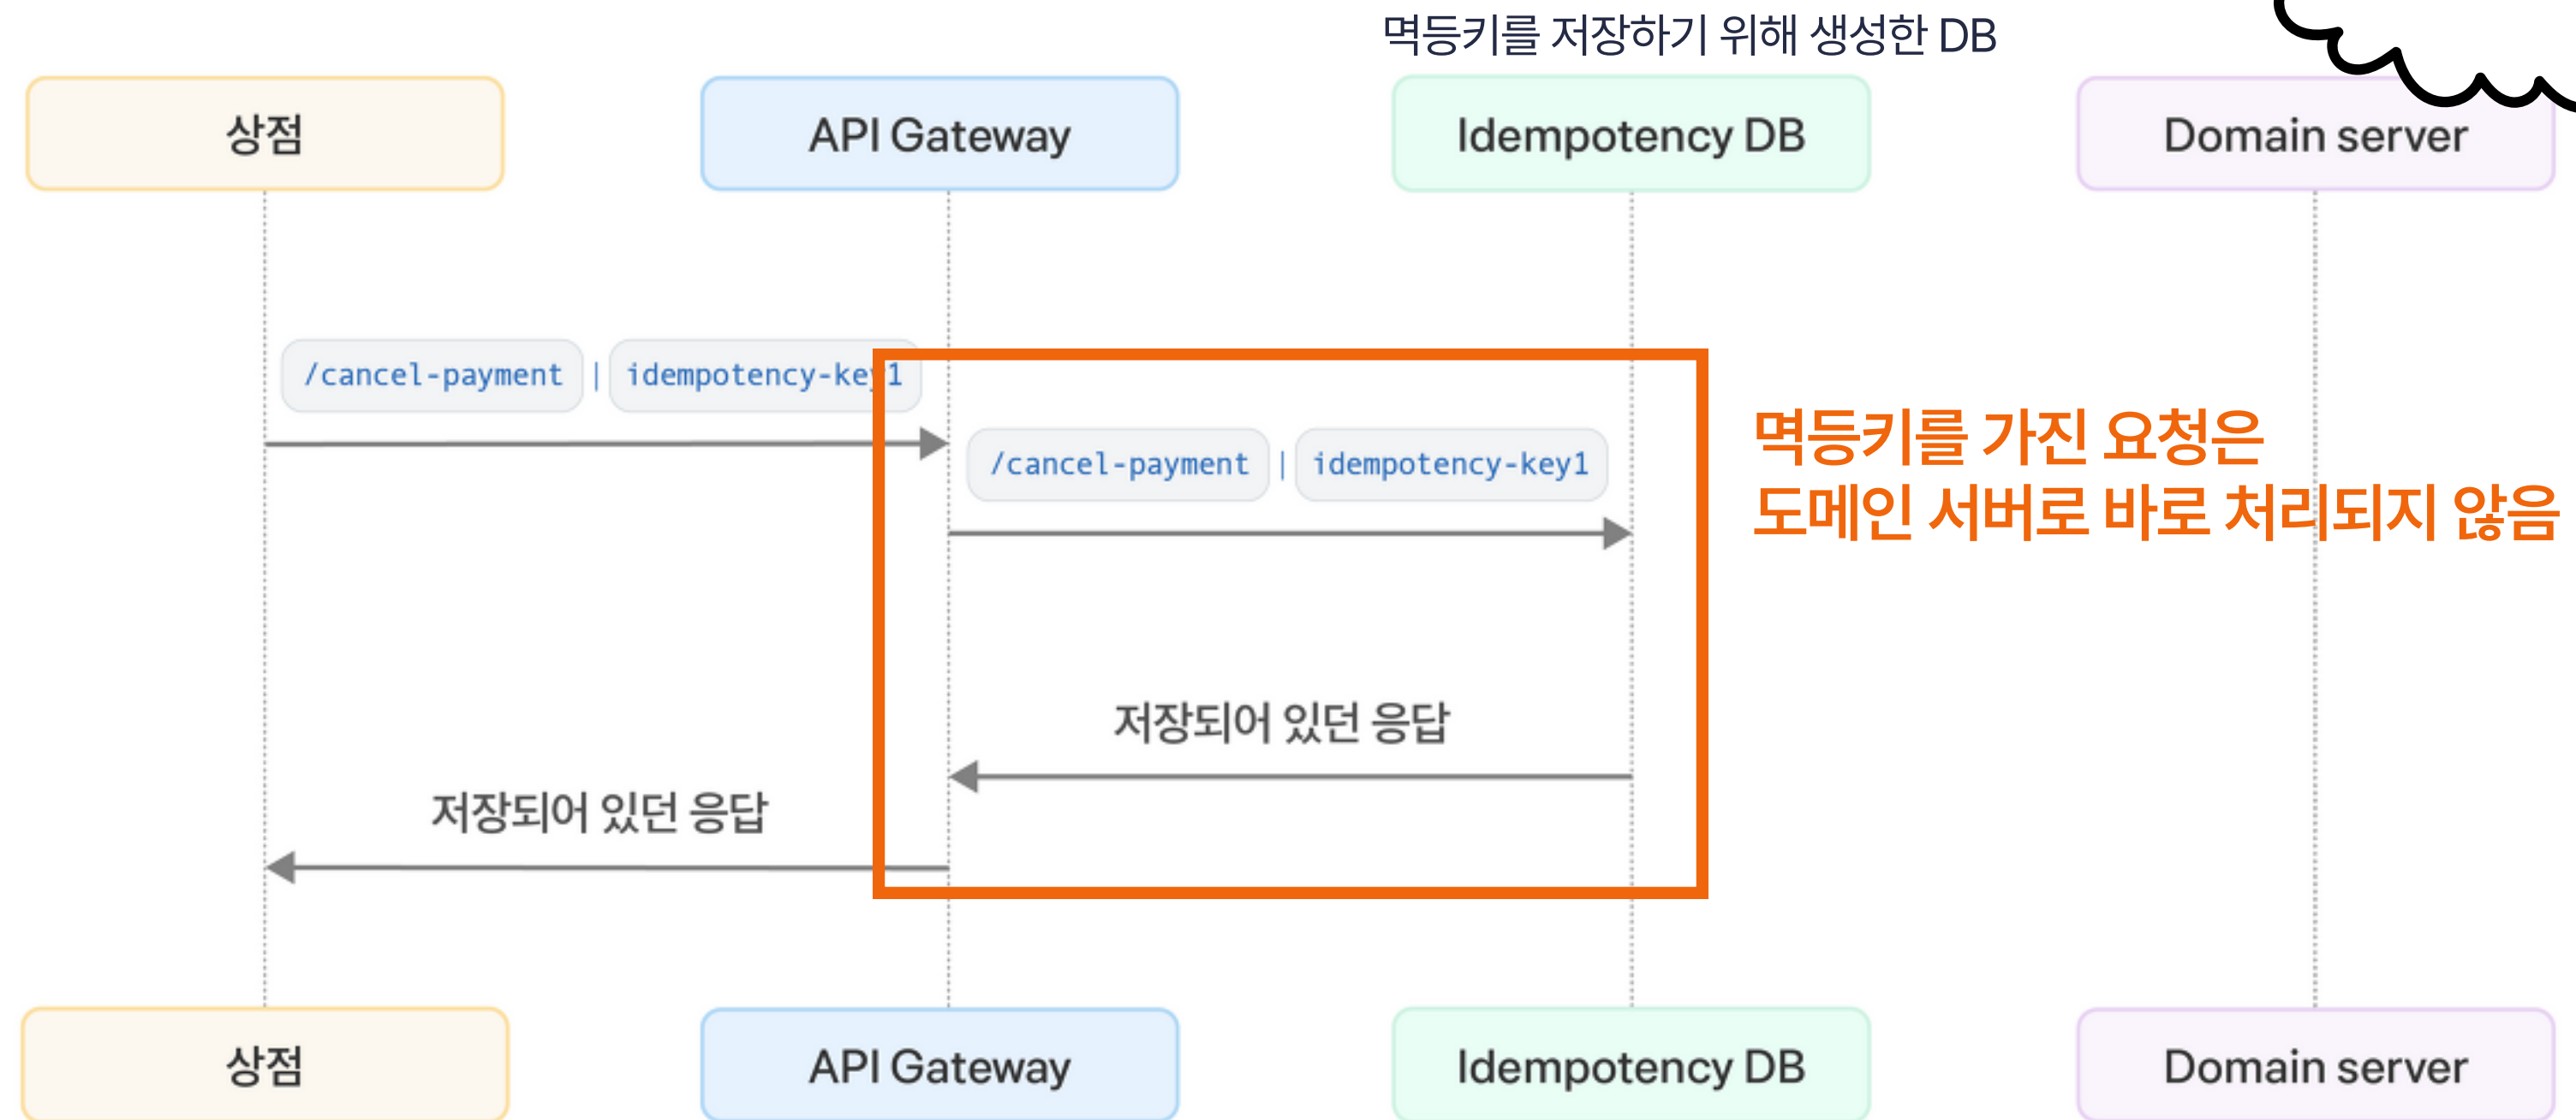 멱등키를 저장하기 위해 생성한 DB
상점
API Gateway
Idempotency DB
Domain server
/cancel-payment | idempotency-key1
/cancel-payment | idempotency-key1
멱등키를 가진 요청은
도메인 서버로 바로 처리되지 않음
저장되어 있던 응답
저장되어 있던 응답
상점
API Gateway
Idempotency DB
Domain server